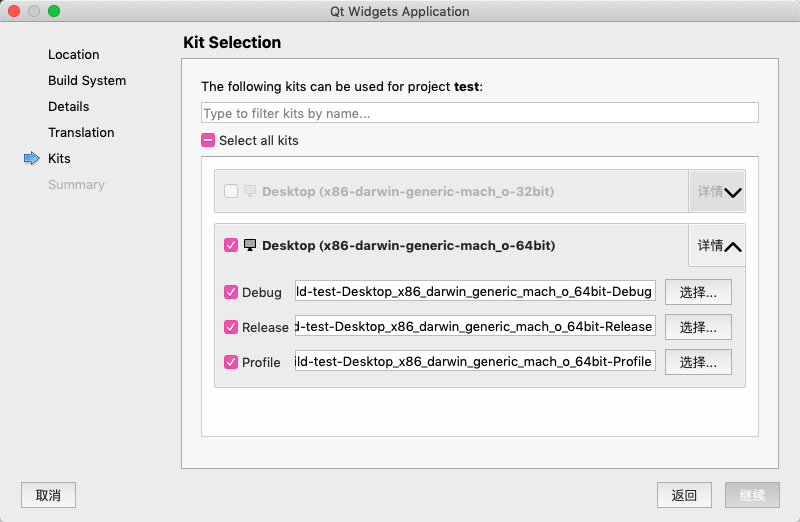 Qt Widgets Application
Location
Build System
Details
Translation
Kits
Summary
Kit Selection
The following kits can be used for project test:
Type to filter kits by name...
Select all kits
Desktop (x86-darwin-generic-mach_o-32bit) 详情
Desktop (x86-darwin-generic-mach_o-64bit) 详情
Debug ld-test-Desktop_x86_darwin_generic_mach_o_64bit-Debug 选择...
Release d-test-Desktop_x86_darwin_generic_mach_o_64bit-Release 选择...
Profile ild-test-Desktop_x86_darwin_generic_mach_o_64bit-Profile 选择...
取消 返回 继续